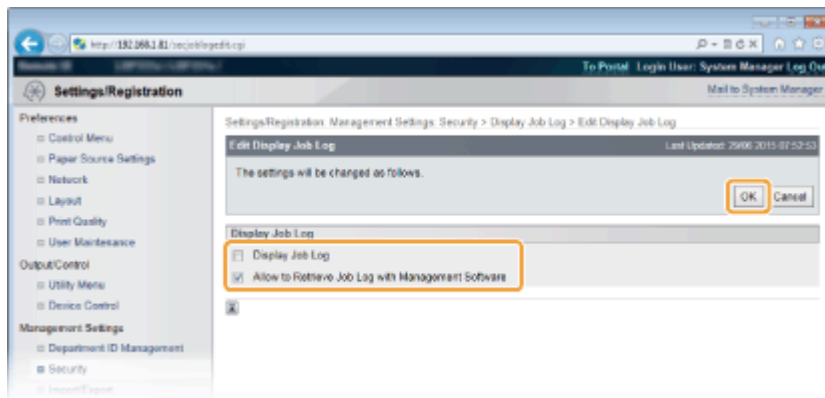 http://192.168.1.81/secjoblogedit.cgi
To Portal Login User: System Manager Log Ou
Settings/Registration
Mail to System Manager
Preferences
Control Menu
Paper Source Settings
Network
Layout
Print Quality
User Maintenance
Output/Control
Utility Menu
Device Control
Management Settings
Department ID Management
Security
Import/Export
Settings/Registration: Management Settings: Security > Display Job Log > Edit Display Job Log
Edit Display Job Log
Last Updated: 29/06 2015 07:52:53
The settings will be changed as follows.
OK
Cancel
Display Job Log
Display Job Log
Allow to Retrieve Job Log with Management Software